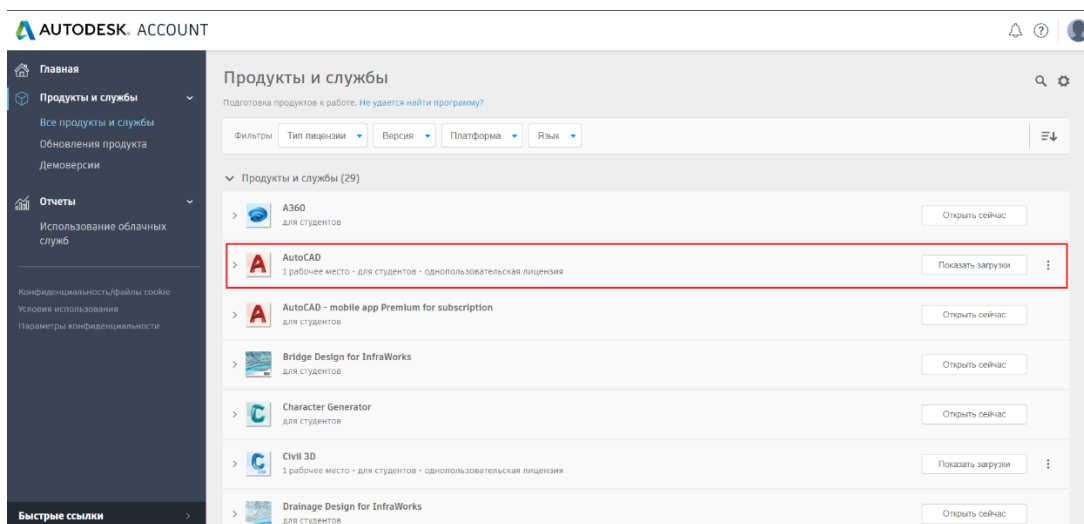 AUTODESK. ACCOUNT
Главная
Продукты и службы
Все продукты и службы
Обновления продукта
Демоверсии
Отчеты
Использование облачных
служб
Конфиденциальность/файлы cookie
Условия использования
Параметры конфиденциальности
Быстрые ссылки
Продукты и службы
Подготовка продуктов к работе. Не удается найти программу?
Фильтры Тип лицензии Версия Платформа Язык
Продукты и службы (29)
A360
для студентов
Открыть сейчас
AutoCAD
1 рабочее место - для студентов - однопользовательская лицензия
Показать загрузки
AutoCAD - mobile app Premium for subscription
для студентов
Открыть сейчас
Bridge Design for InfraWorks
для студентов
Открыть сейчас
Character Generator
для студентов
Открыть сейчас
Civil 3D
1 рабочее место - для студентов - однопользовательская лицензия
Показать загрузки
Drainage Design for InfraWorks
для студентов
Открыть сейчас